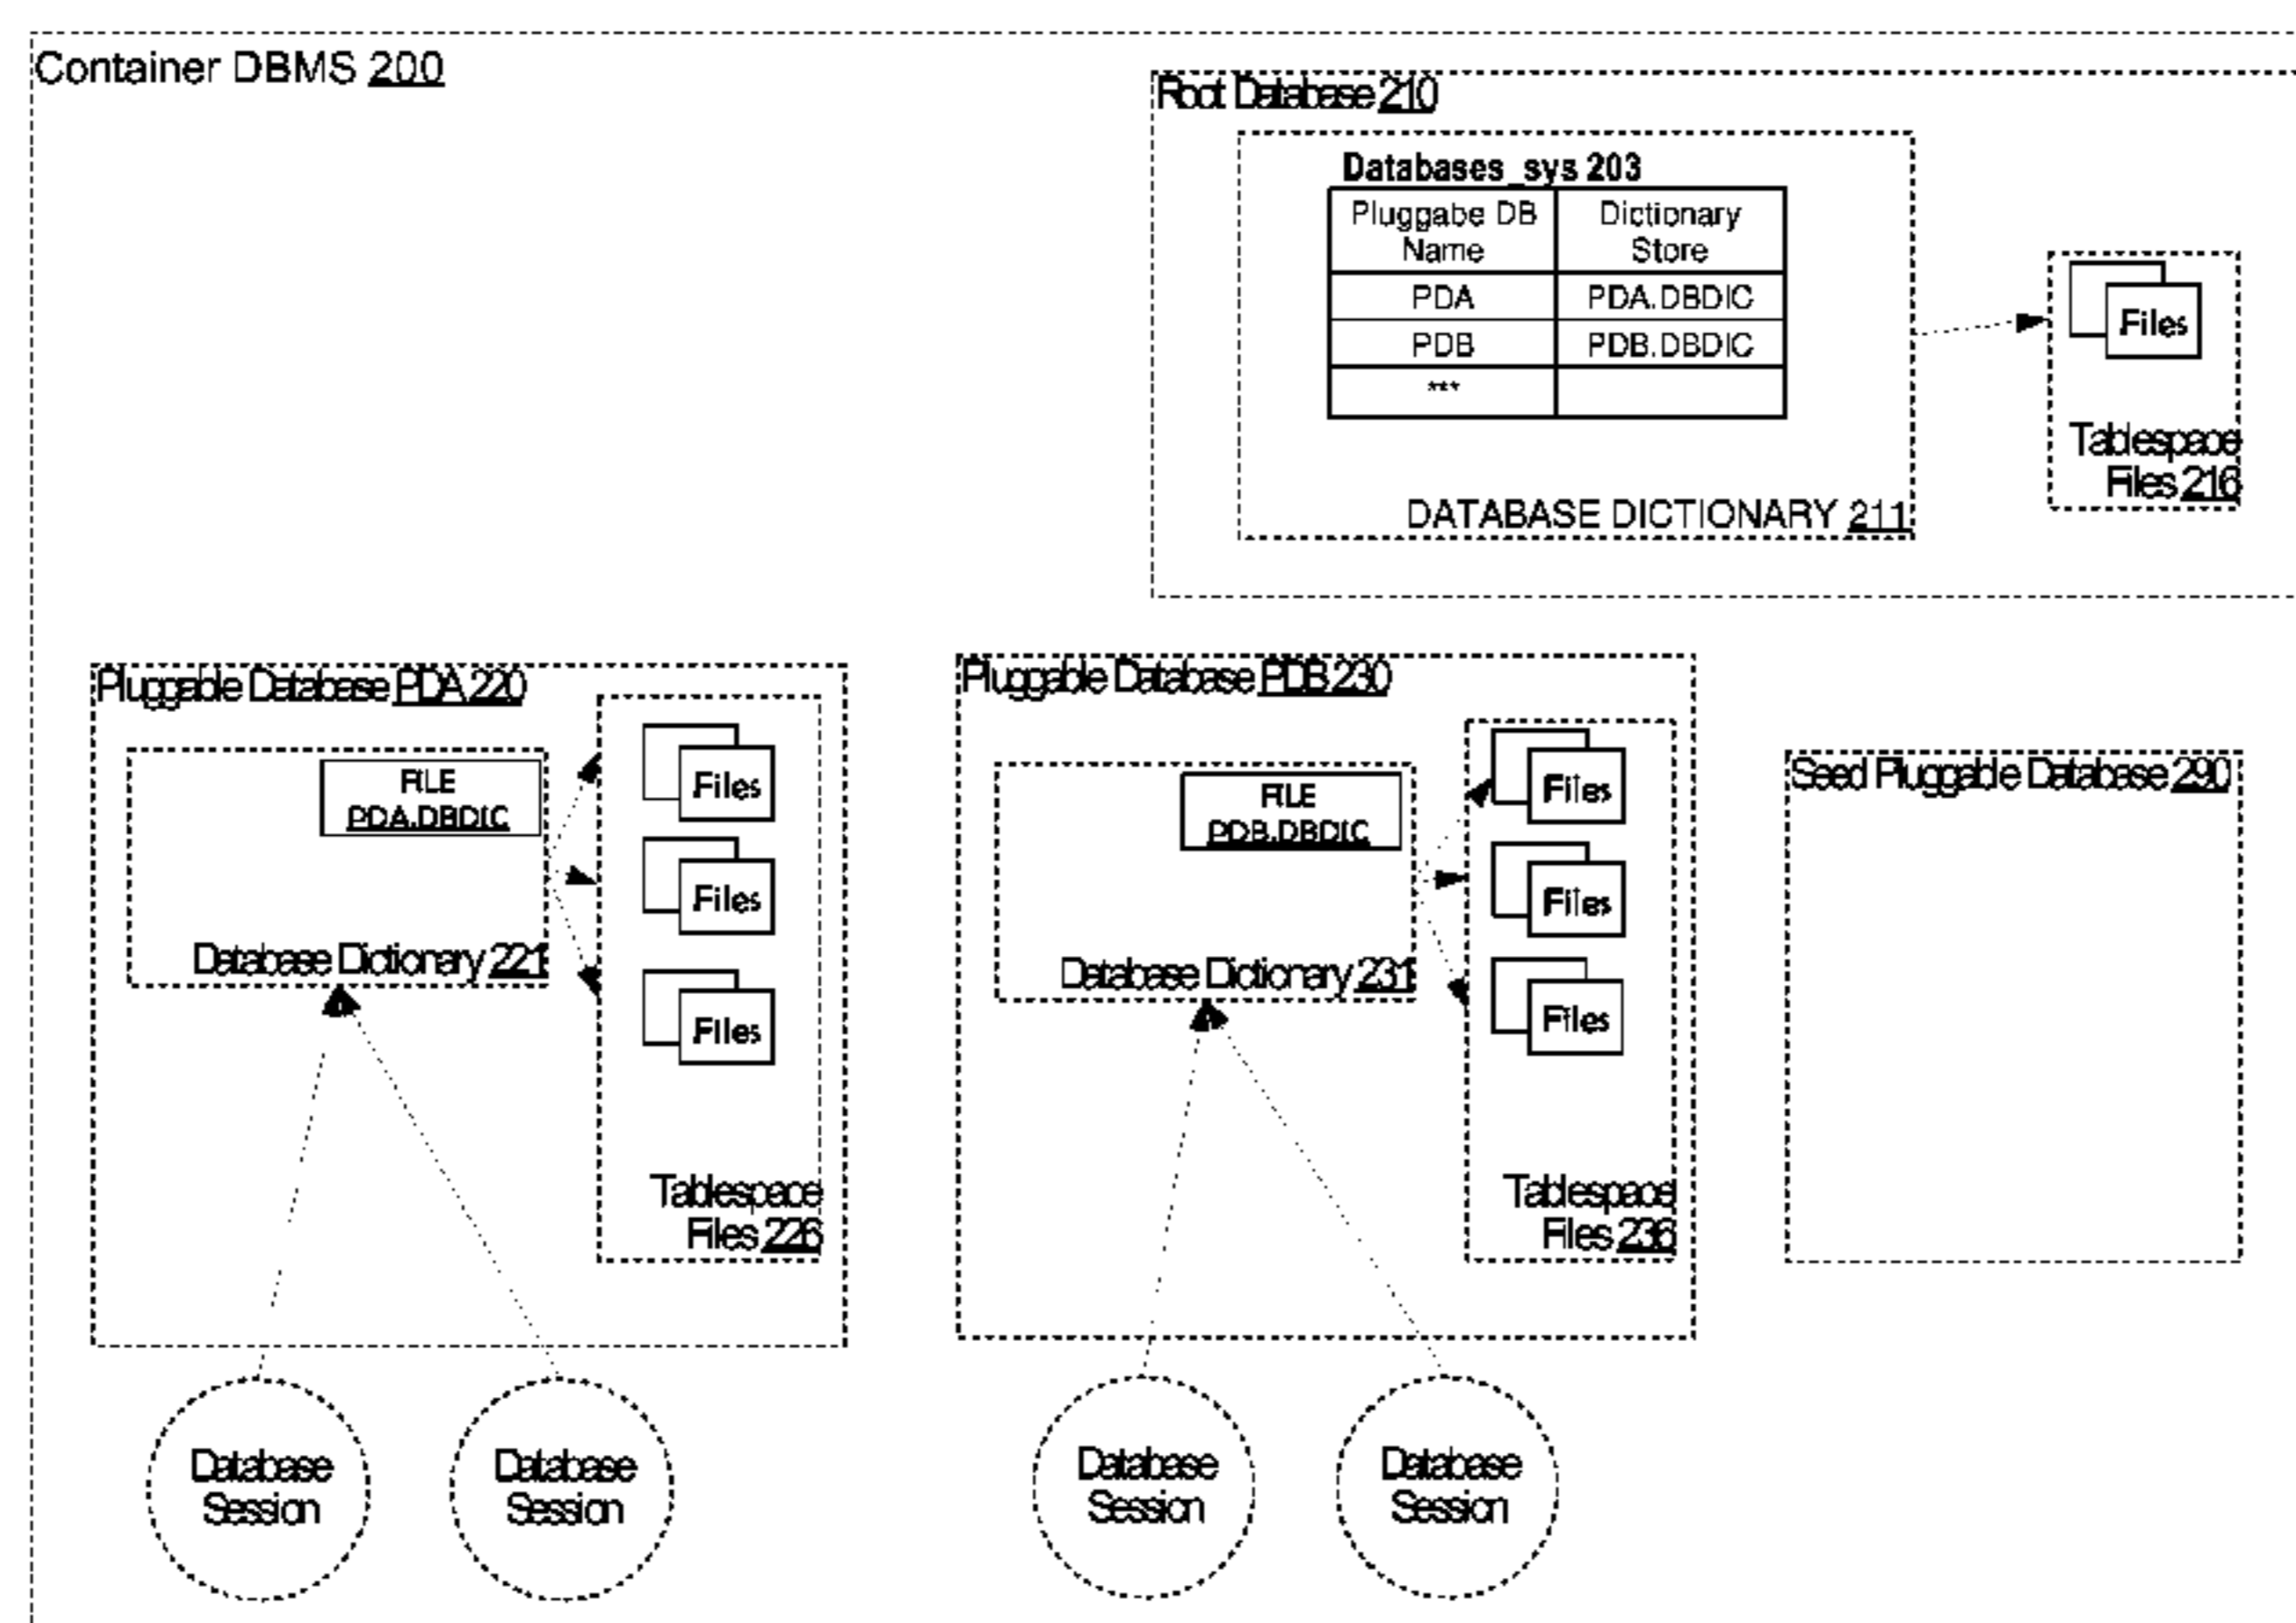 Container DBMS 200
Root Database 210
Databases_sys 203
Pluggabe DB
Name
Dictionary
Store
PDA
PDA.DBDIC
PDB
PDB.DBDIC
***
DATABASE DICTIONARY 211
Files
Tablespace
Files 216
Pluggable Database PDA 220
FILE
PDA.DBDIC
Database Dictionary 221
Files
Files
Files
Tablespace
Files 226
Pluggable Database PDB 230
FILE
PDB.DBDIC
Database Dictionary 231
Files
Files
Files
Tablespace
Files 236
Seed Pluggable Database 290
Database
Session
Database
Session
Database
Session
Database
Session